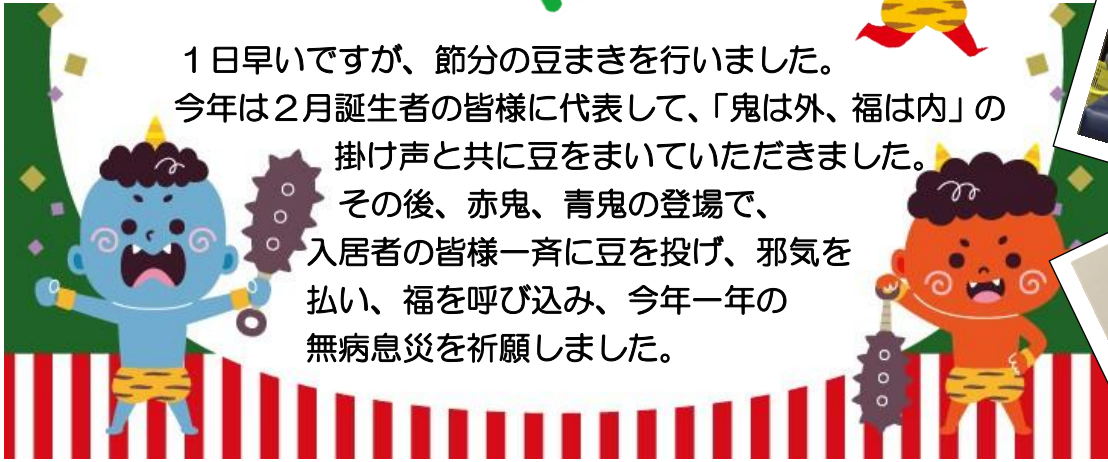 １日早いですが、節分の豆まきを行いました。
今年は２月誕生者の皆様に代表して、「鬼は外、福は内」の
掛け声と共に豆をまいていただきました。
その後、赤鬼、青鬼の登場で、
入居者の皆様一斉に豆を投げ、邪気を
払い、福を呼び込み、今年一年の
無病息災を祈願しました。